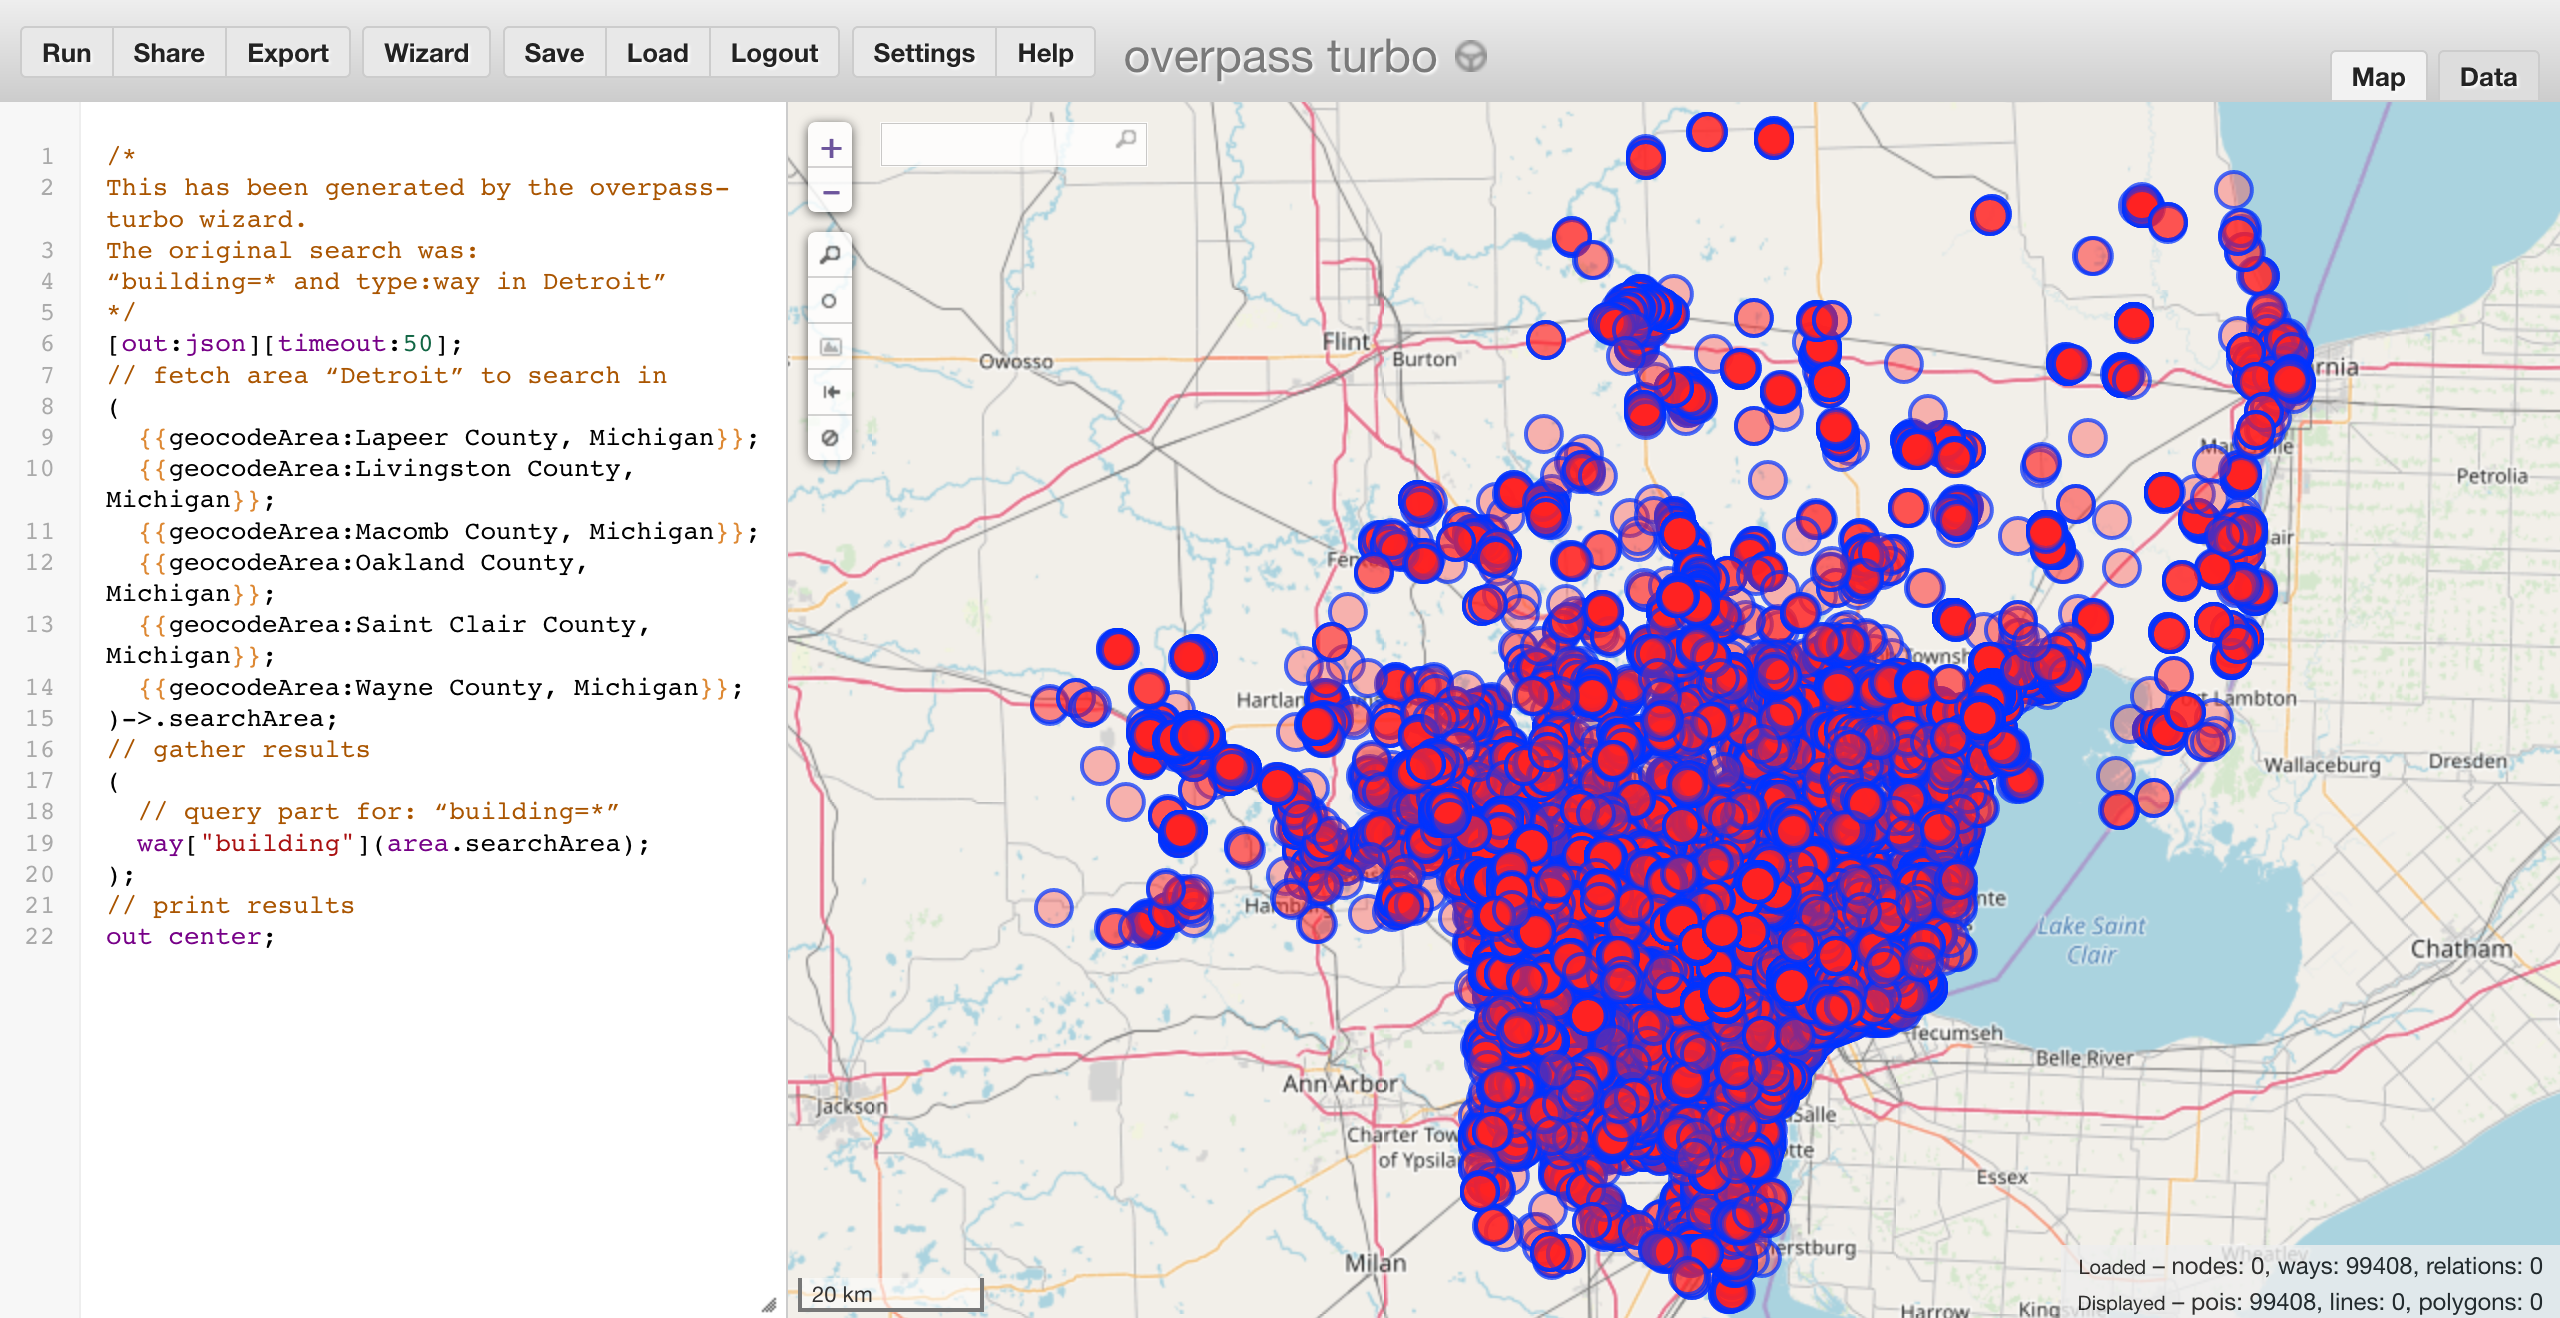 Run Share Export Wizard Save Load Logout Settings Help overpass turbo
Map Data
1 /*
2 This has been generated by the overpass-
turbo wizard.
3 The original search was:
4 “building=* and type:way in Detroit”
5 */
6 [out:json][timeout:50];
7 // fetch area “Detroit” to search in
8 (
9 {{geocodeArea:Lapeer County, Michigan}};
10 {{geocodeArea:Livingston County,
Michigan}};
11 {{geocodeArea:Macomb County, Michigan}};
12 {{geocodeArea:Oakland County,
Michigan}};
13 {{geocodeArea:Saint Clair County,
Michigan}};
14 {{geocodeArea:Wayne County, Michigan}};
15 )->.searchArea;
16 // gather results
17 (
18 // query part for: “building=*”
19 way["building"](area.searchArea);
20 );
21 // print results
22 out center;
+
−
Flint
Burton
Owosso
Petrolia
Wallaceburg
Dresden
Lake Saint
Clair
Chatham
Tecumseh
Belle River
Ann Arbor
Jackson
Essex
Milan
Wheatley
Harrow
20 km
Loaded – nodes: 0, ways: 99408, relations: 0
Displayed – pois: 99408, lines: 0, polygons: 0